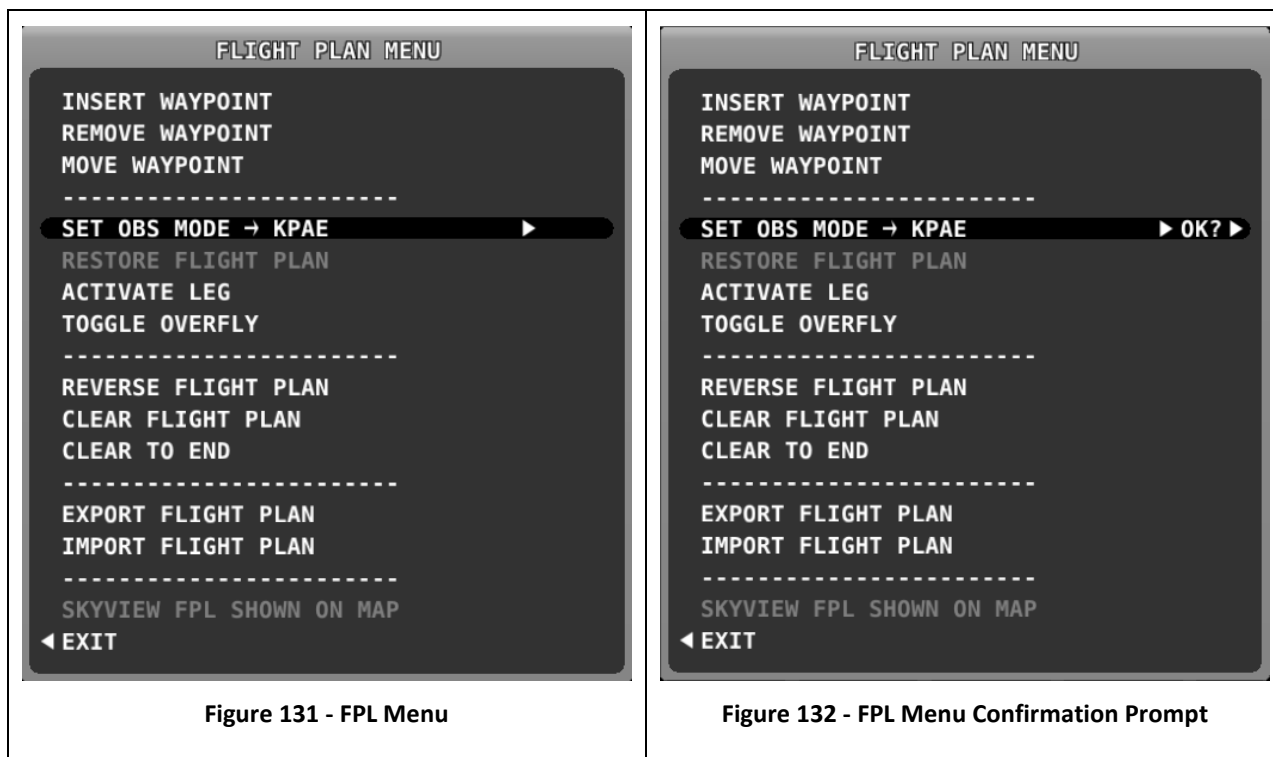 FLIGHT PLAN MENU
INSERT WAYPOINT
REMOVE WAYPOINT
MOVE WAYPOINT
------------------------
SET OBS MODE → KPAE ▶
RESTORE FLIGHT PLAN
ACTIVATE LEG
TOGGLE OVERFLY
------------------------
REVERSE FLIGHT PLAN
CLEAR FLIGHT PLAN
CLEAR TO END
------------------------
EXPORT FLIGHT PLAN
IMPORT FLIGHT PLAN
------------------------
SKYVIEW FPL SHOWN ON MAP
◀ EXIT
Figure 131 - FPL Menu
FLIGHT PLAN MENU
INSERT WAYPOINT
REMOVE WAYPOINT
MOVE WAYPOINT
------------------------
SET OBS MODE → KPAE ▶ OK? ▶
RESTORE FLIGHT PLAN
ACTIVATE LEG
TOGGLE OVERFLY
------------------------
REVERSE FLIGHT PLAN
CLEAR FLIGHT PLAN
CLEAR TO END
------------------------
EXPORT FLIGHT PLAN
IMPORT FLIGHT PLAN
------------------------
SKYVIEW FPL SHOWN ON MAP
◀ EXIT
Figure 132 - FPL Menu Confirmation Prompt